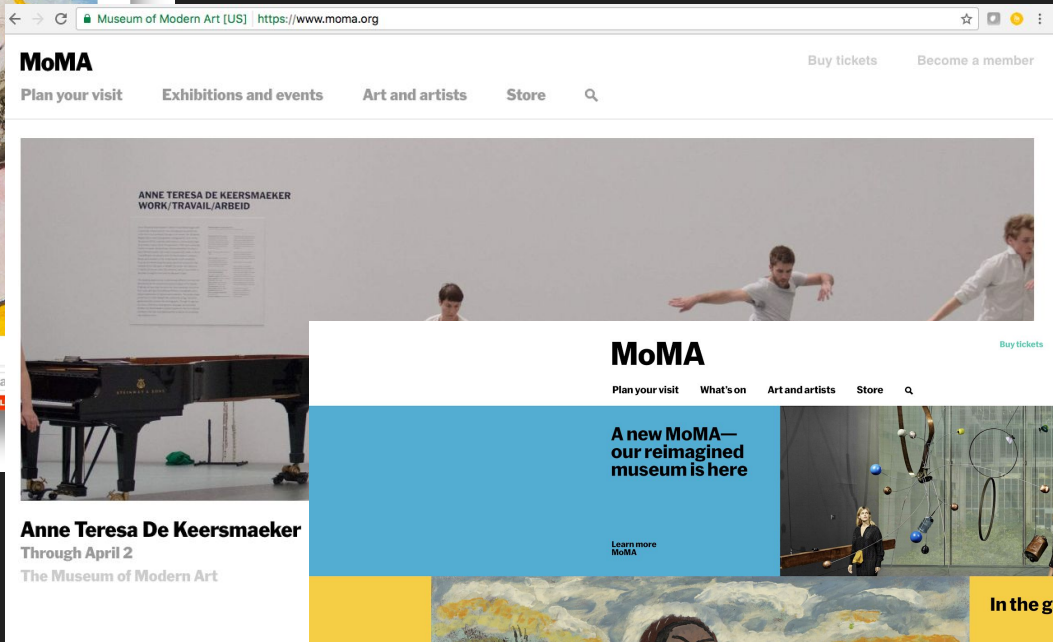 Museum of Modern Art [US] https://www.moma.org
MoMA
Buy tickets Become a member
Plan your visit Exhibitions and events Art and artists Store
ANNE TERESA DE KEERSMAEKER
WORK/TRAVAIL/ARBEID
STEINWAY & SONS
Anne Teresa De Keersmaeker
Through April 2
The Museum of Modern Art
MoMA
Buy tickets
Plan your visit What's on Art and artists Store
A new MoMA—
our reimagined
museum is here
Learn more
MoMA
In the g